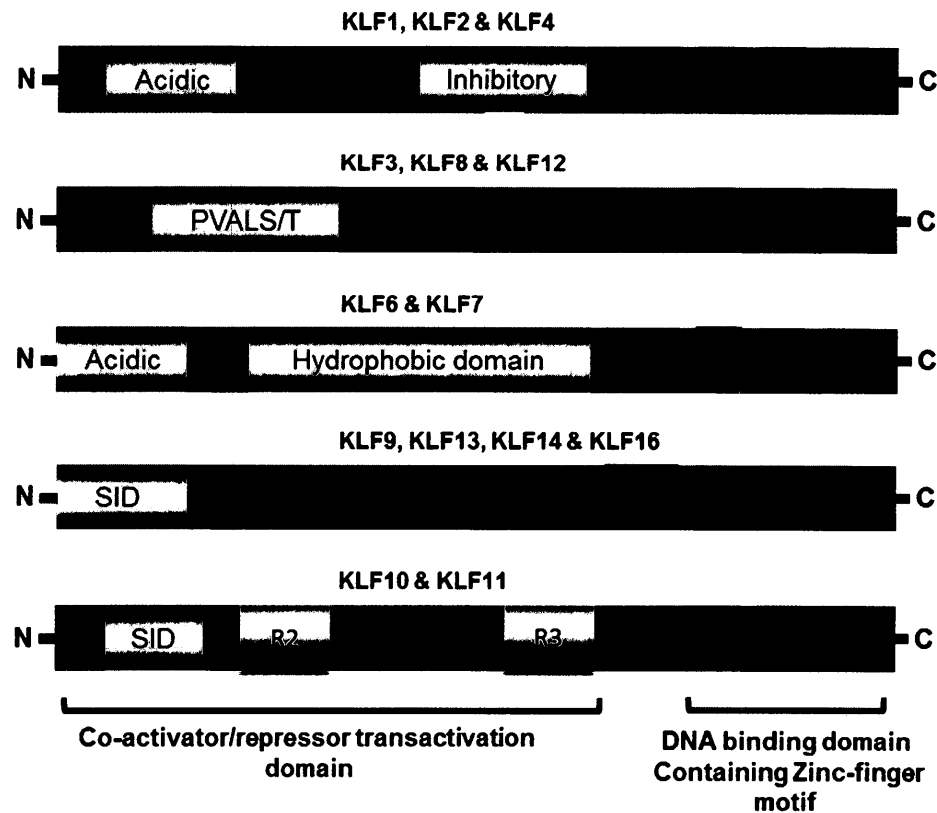 KLF1, KLF2 & KLF4
N Acidic Inhibitory C
KLF3, KLF8 & KLF12
N PVALS/T C
KLF6 & KLF7
N Acidic Hydrophobic domain C
KLF9, KLF13, KLF14 & KLF16
N SID C
KLF10 & KLF11
N SID R2 R3 C
Co-activator/repressor transactivation
domain
DNA binding domain
Containing Zinc-finger
motif